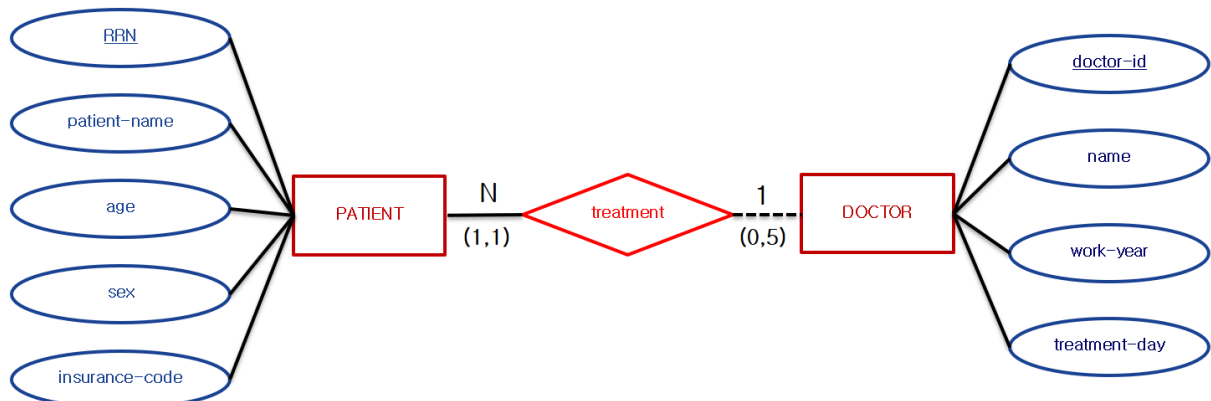 RRN
patient-name
age
sex
insurance-code
PATIENT
N
(1,1)
treatment
1
(0,5)
DOCTOR
doctor-id
name
work-year
treatment-day